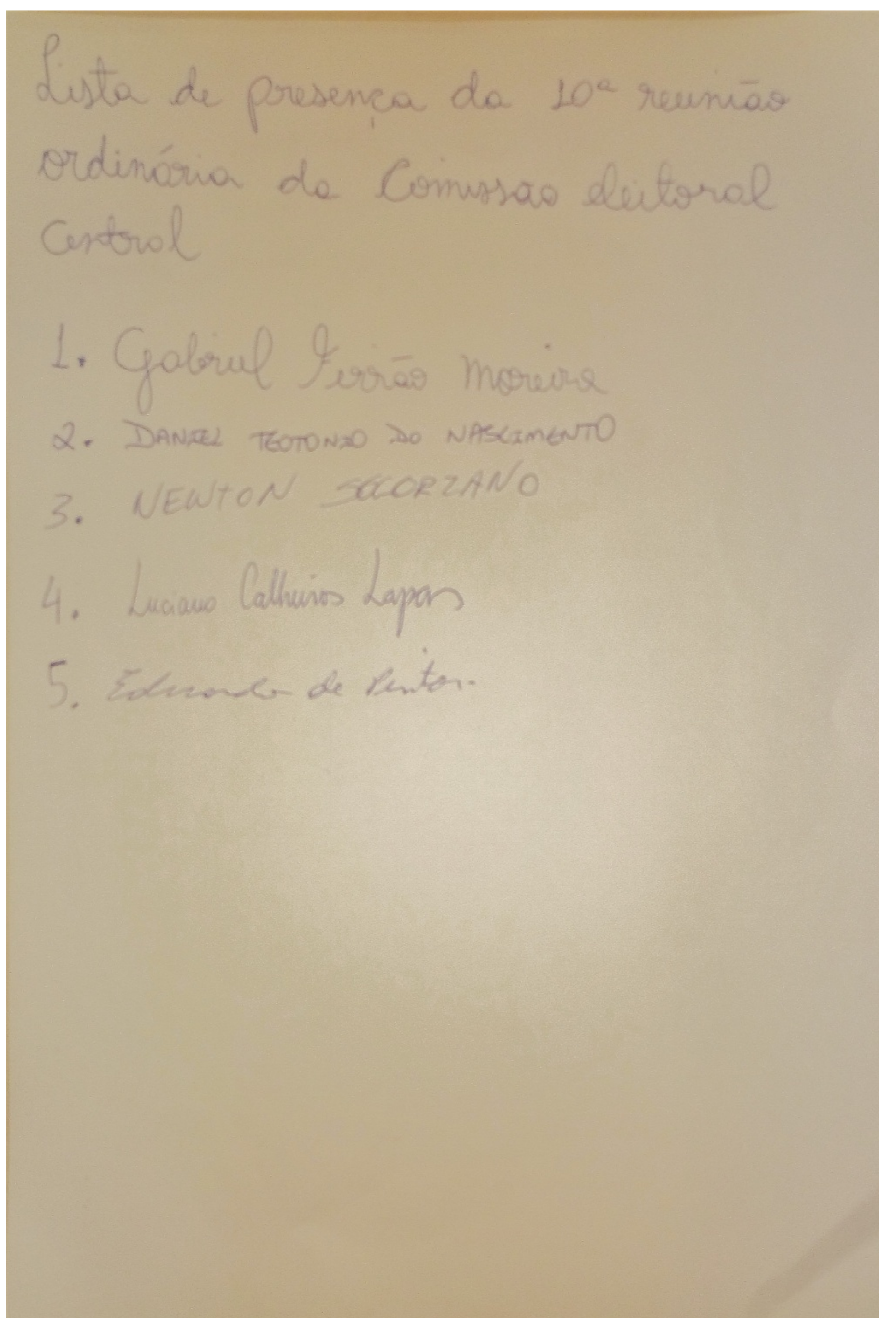 Lista de presença da 10ª reunião
ordinária da Comissão eleitoral
Central
1. Gabriel Ferrão Moreira
2. DANIEL TEOTONIO DO NASCIMENTO
3. NEWTON
4. Luciano Calheiros Lapas
5. Eduardo de